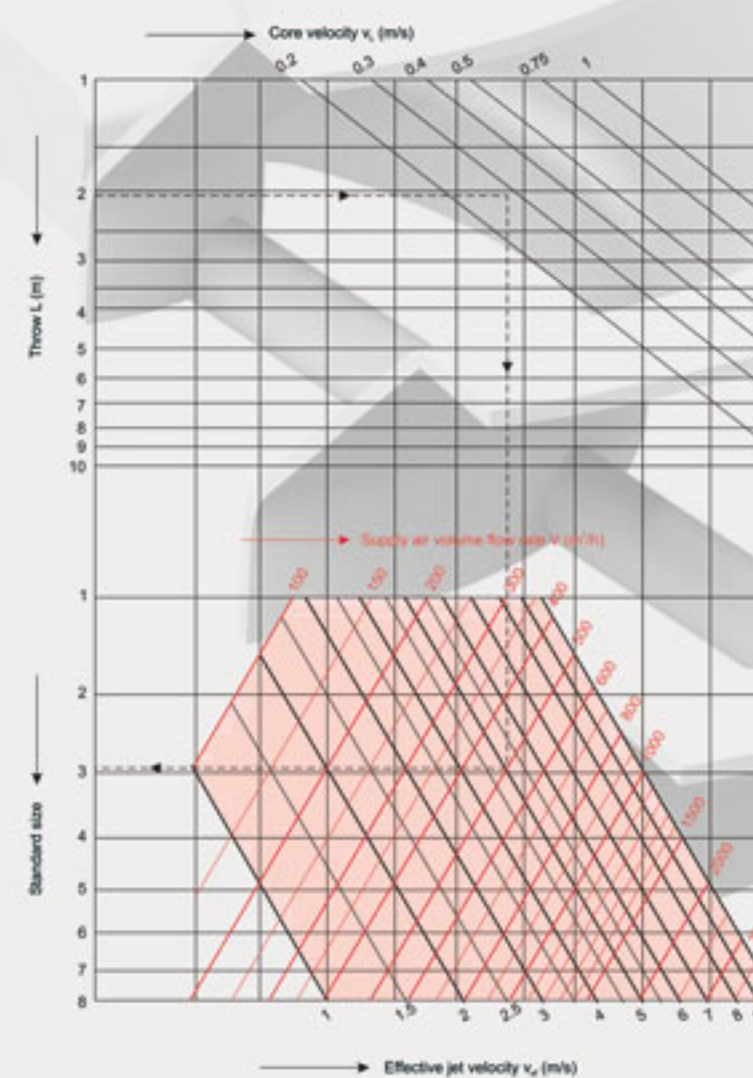 Core velocity vL (m/s)
0.2 0.3 0.4 0.5 0.75 1
Throw L (m)
1
2
3
4
5
6
7
8
9
10
Supply air volume flow rate V (m³/h)
100 150 200 300 400 500 600 800 1000 1500 2000
Standard size
1
2
3
4
5
6
7
8
1 1.5 2 2.5 3 4 5 6 7 8
Effective jet velocity vef (m/s)